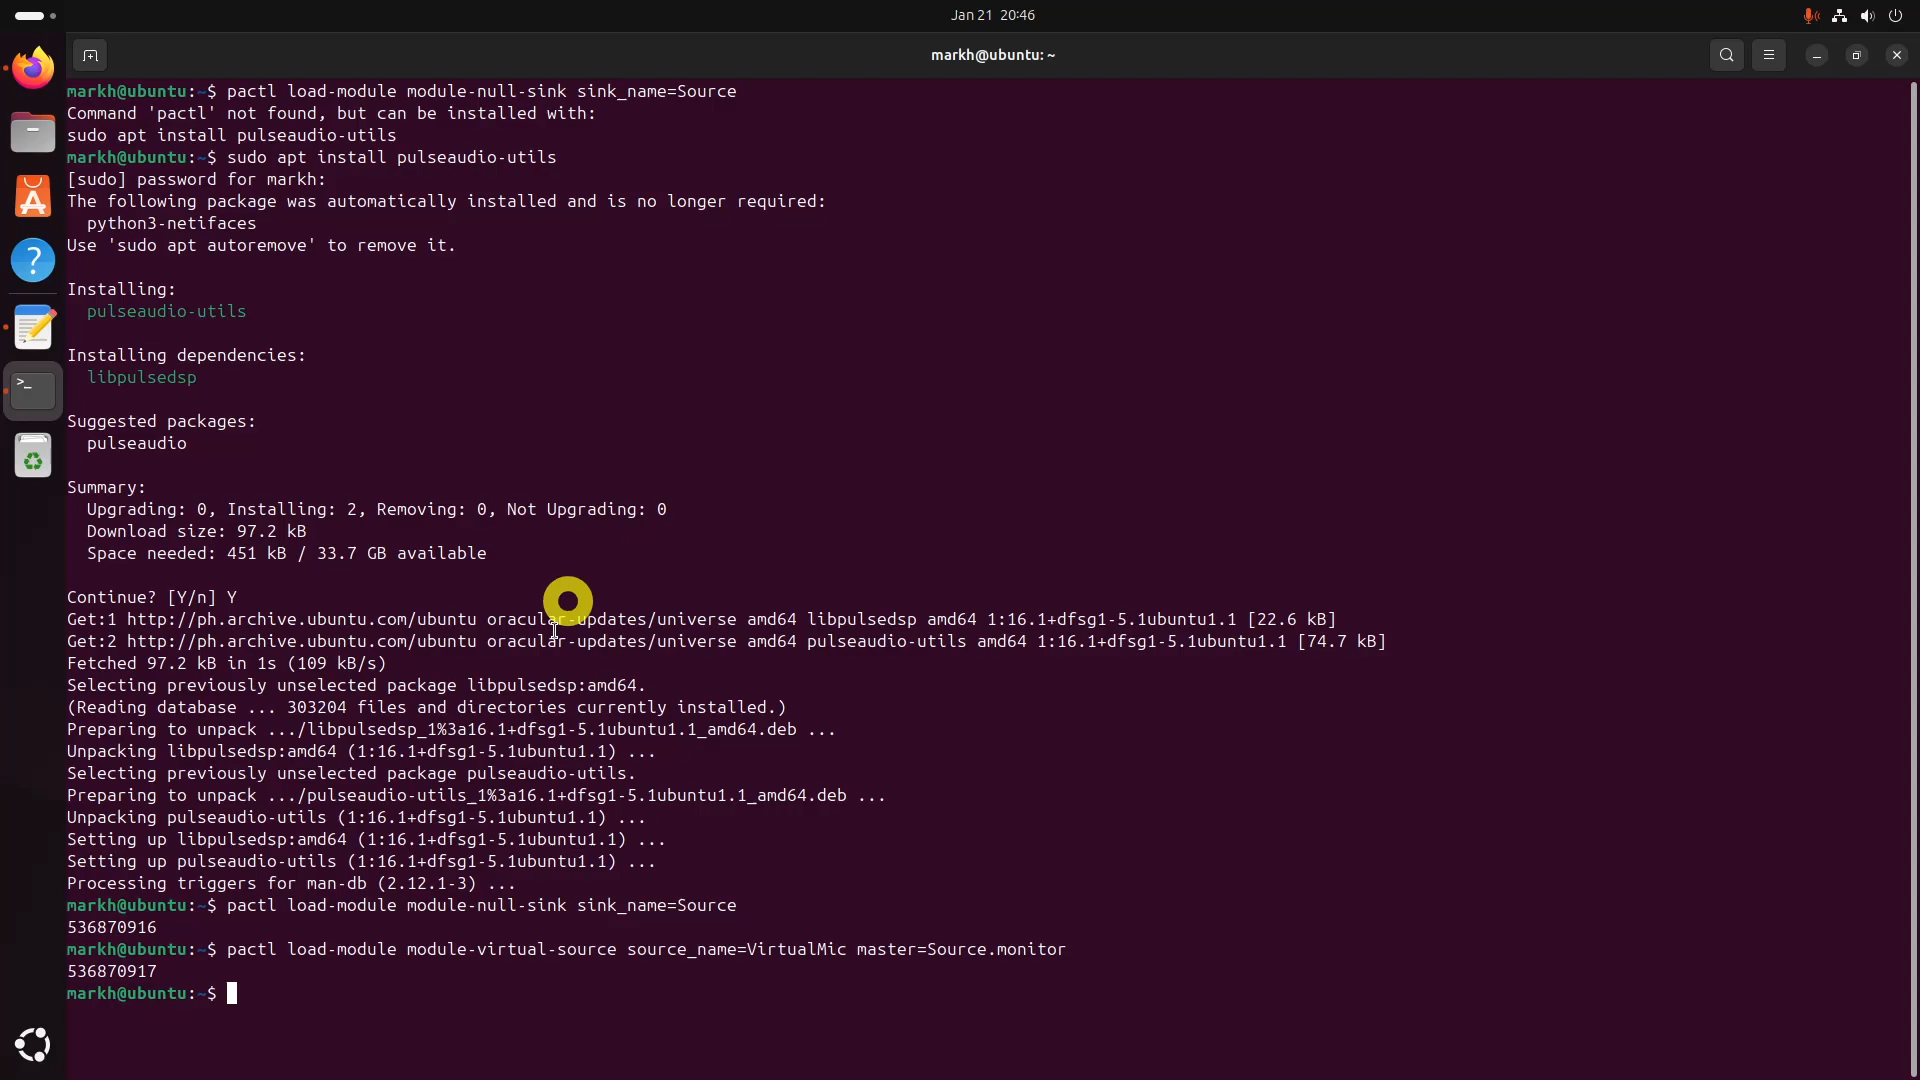 Jan 21 20:46
markh@ubuntu: ~
markh@ubuntu:~$ pactl load-module module-null-sink sink_name=Source
Command 'pactl' not found, but can be installed with:
sudo apt install pulseaudio-utils
markh@ubuntu:~$ sudo apt install pulseaudio-utils
[sudo] password for markh:
The following package was automatically installed and is no longer required:
  python3-netifaces
Use 'sudo apt autoremove' to remove it.

Installing:
  pulseaudio-utils

Installing dependencies:
  libpulsedsp

Suggested packages:
  pulseaudio

Summary:
  Upgrading: 0, Installing: 2, Removing: 0, Not Upgrading: 0
  Download size: 97.2 kB
  Space needed: 451 kB / 33.7 GB available

Continue? [Y/n] Y
Get:1 http://ph.archive.ubuntu.com/ubuntu oracular-updates/universe amd64 libpulsedsp amd64 1:16.1+dfsg1-5.1ubuntu1.1 [22.6 kB]
Get:2 http://ph.archive.ubuntu.com/ubuntu oracular-updates/universe amd64 pulseaudio-utils amd64 1:16.1+dfsg1-5.1ubuntu1.1 [74.7 kB]
Fetched 97.2 kB in 1s (109 kB/s)
Selecting previously unselected package libpulsedsp:amd64.
(Reading database ... 303204 files and directories currently installed.)
Preparing to unpack .../libpulsedsp_1%3a16.1+dfsg1-5.1ubuntu1.1_amd64.deb ...
Unpacking libpulsedsp:amd64 (1:16.1+dfsg1-5.1ubuntu1.1) ...
Selecting previously unselected package pulseaudio-utils.
Preparing to unpack .../pulseaudio-utils_1%3a16.1+dfsg1-5.1ubuntu1.1_amd64.deb ...
Unpacking pulseaudio-utils (1:16.1+dfsg1-5.1ubuntu1.1) ...
Setting up libpulsedsp:amd64 (1:16.1+dfsg1-5.1ubuntu1.1) ...
Setting up pulseaudio-utils (1:16.1+dfsg1-5.1ubuntu1.1) ...
Processing triggers for man-db (2.12.1-3) ...
markh@ubuntu:~$ pactl load-module module-null-sink sink_name=Source
536870916
markh@ubuntu:~$ pactl load-module module-virtual-source source_name=VirtualMic master=Source.monitor
536870917
markh@ubuntu:~$